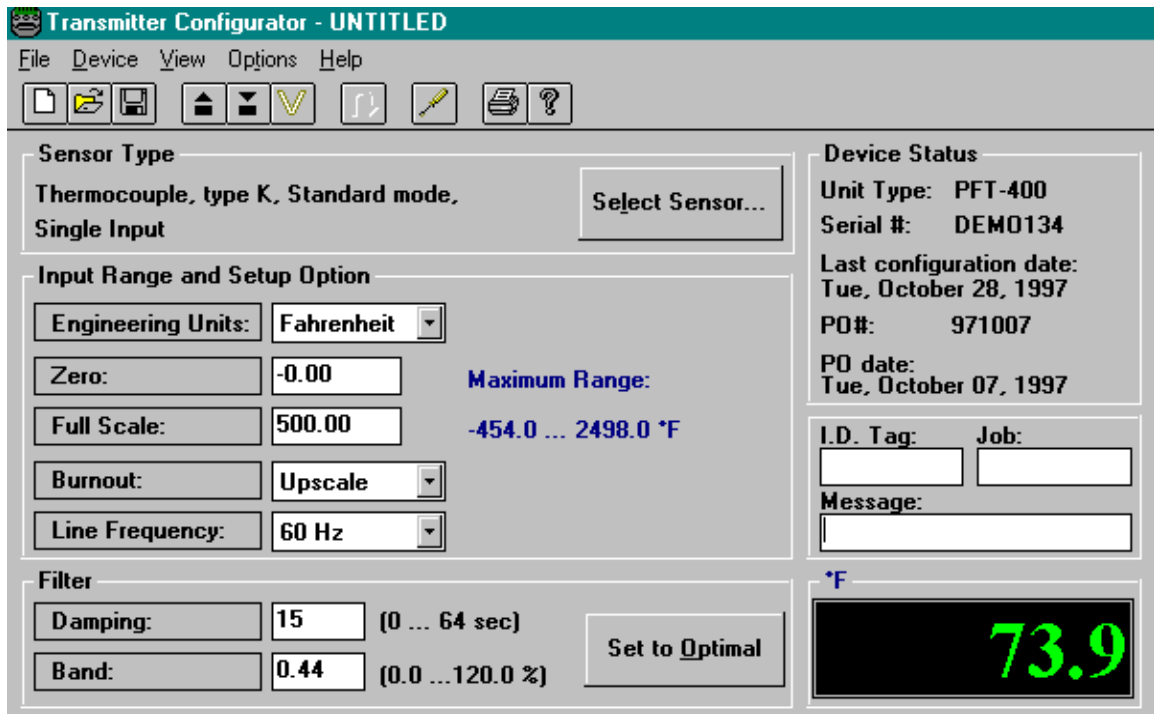 Transmitter Configurator - UNTITLED
File Device View Options Help
Sensor Type
Thermocouple, type K, Standard mode,
Single Input
Select Sensor...
Input Range and Setup Option
Engineering Units: Fahrenheit
Zero: -0.00
Maximum Range:
Full Scale: 500.00
-454.0 ... 2498.0 °F
Burnout: Upscale
Line Frequency: 60 Hz
Filter
Damping: 15 (0 ... 64 sec)
Band: 0.44 (0.0 ...120.0 %)
Set to Optimal
Device Status
Unit Type: PFT-400
Serial #: DEMO134
Last configuration date:
Tue, October 28, 1997
PO#: 971007
PO date:
Tue, October 07, 1997
I.D. Tag: Job:
Message:
°F
73.9